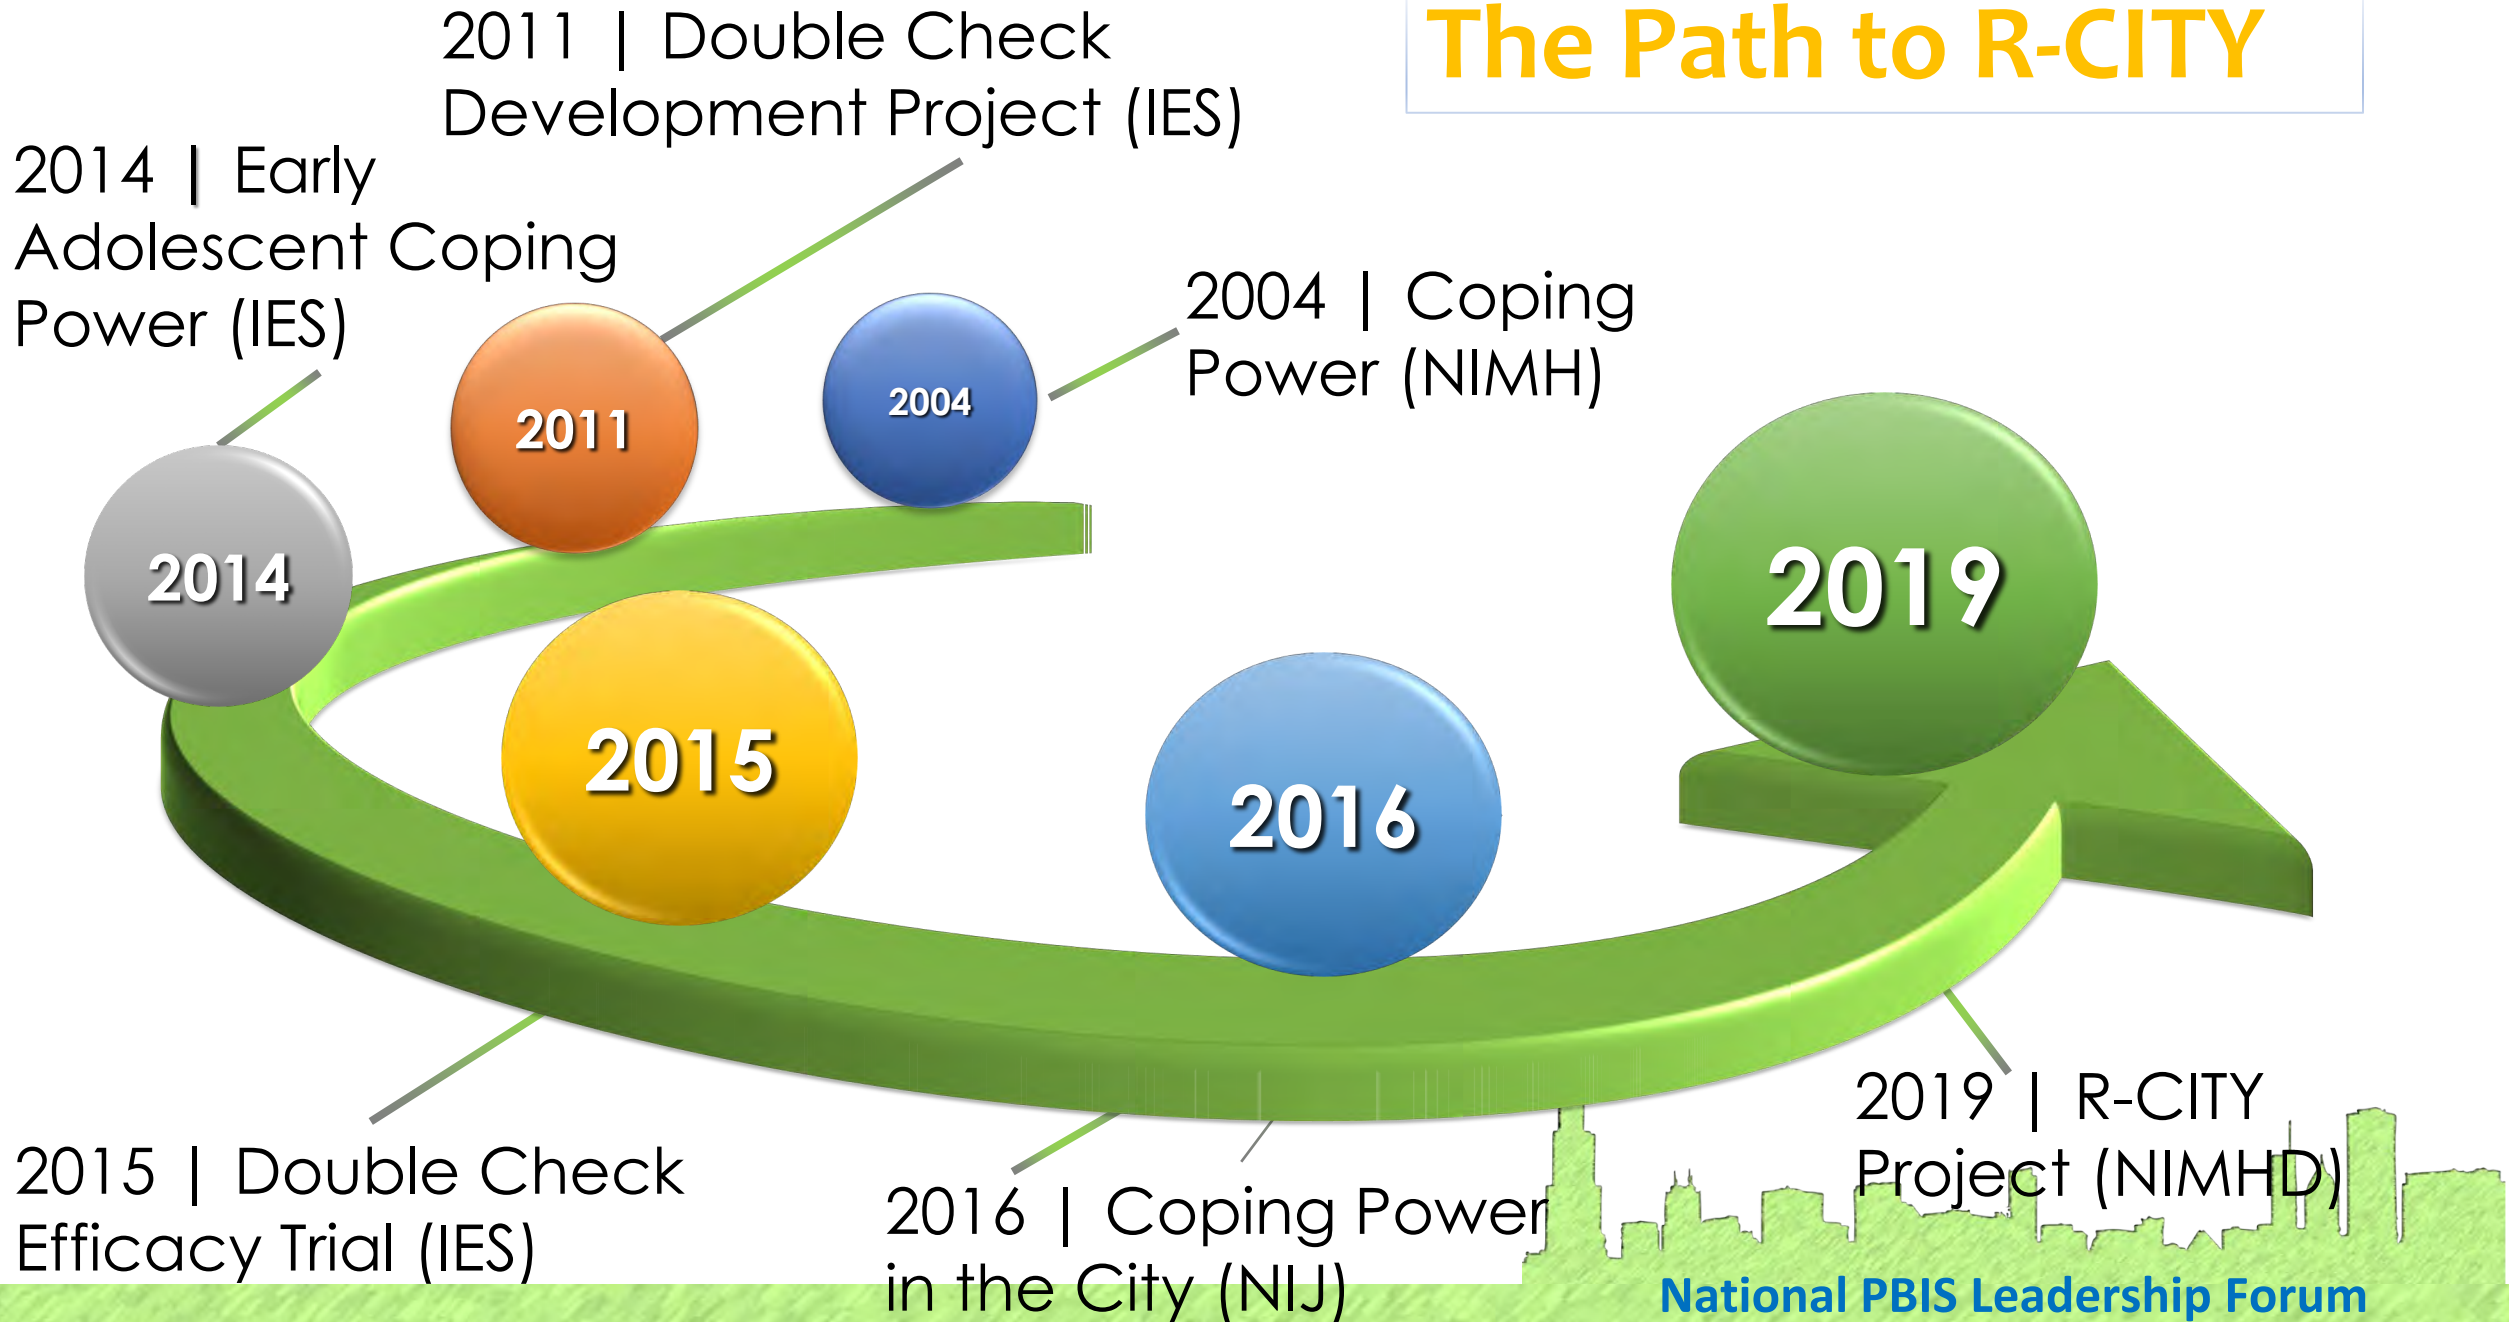 The Path to R-CITY
2011 | Double Check
Development Project (IES)
2014 | Early
Adolescent Coping
Power (IES)
2004 | Coping
Power (NIMH)
2011
2004
2014
2019
2015
2016
2015 | Double Check
Efficacy Trial (IES)
2016 | Coping Power
in the City (NIJ)
2019 | R-CITY
Project (NIMHD)
National PBIS Leadership Forum